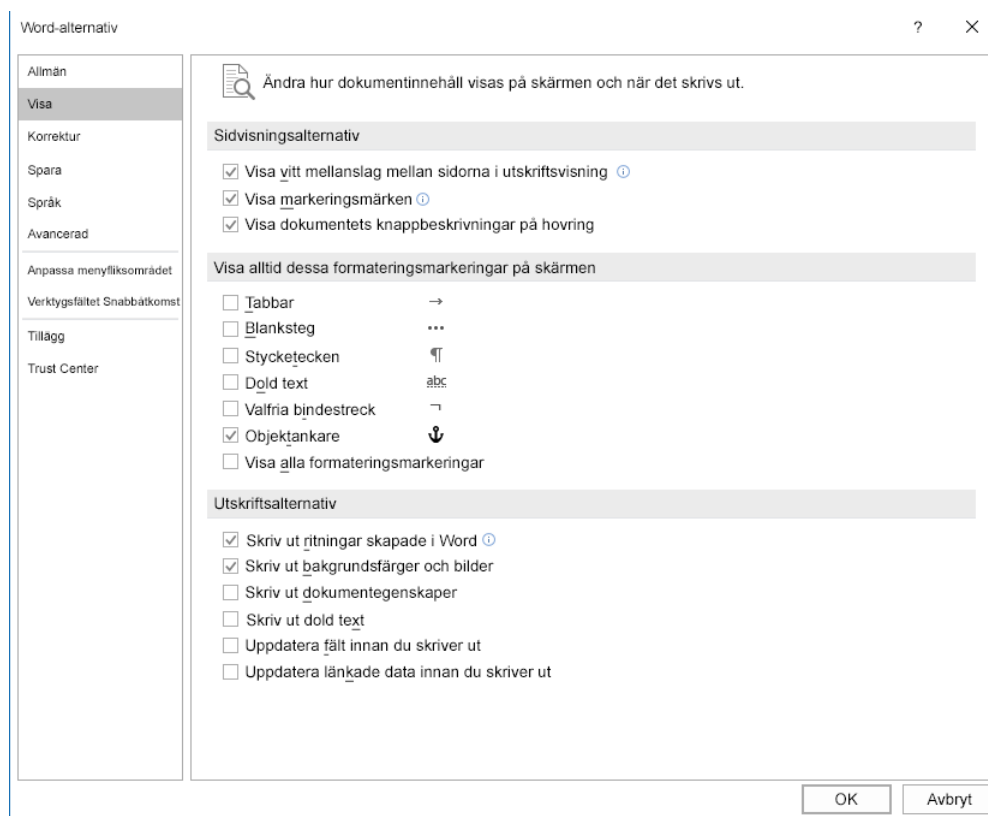 Word-alternativ
?
Allmän
Visa
Korrektur
Spara
Språk
Avancerad
Anpassa menyfliksområdet
Verktygsfältet Snabbåtkomst
Tillägg
Trust Center
Ändra hur dokumentinnehåll visas på skärmen och när det skrivs ut.
Sidvisningsalternativ
Visa vitt mellanslag mellan sidorna i utskriftsvisning
Visa markeringsmärken
Visa dokumentets knappbeskrivningar på hovring
Visa alltid dessa formateringsmarkeringar på skärmen
Tabbar →
Blanksteg ···
Stycketecken ¶
Dold text abc
Valfria bindestreck ¬
Objektankare
Visa alla formateringsmarkeringar
Utskriftsalternativ
Skriv ut ritningar skapade i Word
Skriv ut bakgrundsfärger och bilder
Skriv ut dokumentegenskaper
Skriv ut dold text
Uppdatera fält innan du skriver ut
Uppdatera länkade data innan du skriver ut
OK
Avbryt